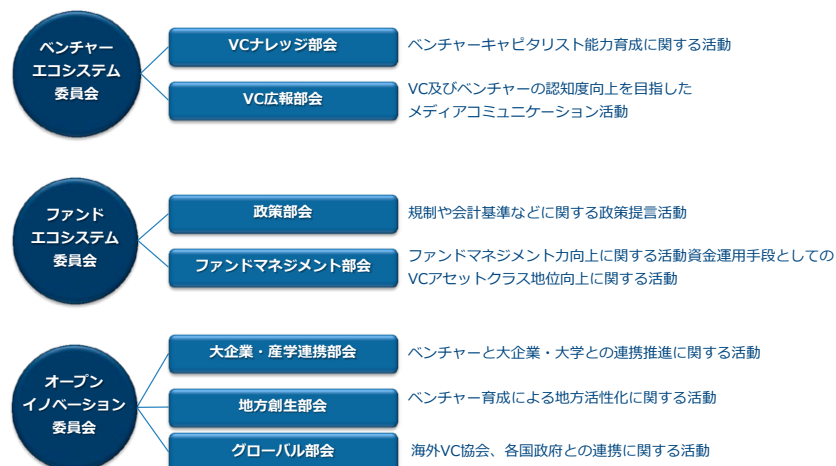 ベンチャー
エコシステム
委員会
VCナレッジ部会
ベンチャーキャピタリスト能力育成に関する活動
VC広報部会
VC及びベンチャーの認知度向上を目指した
メディアコミュニケーション活動
ファンド
エコシステム
委員会
政策部会
規制や会計基準などに関する政策提言活動
ファンドマネジメント部会
ファンドマネジメント力向上に関する活動資金運用手段としての
VCアセットクラス地位向上に関する活動
オープン
イノベーション
委員会
大企業・産学連携部会
ベンチャーと大企業・大学との連携推進に関する活動
地方創生部会
ベンチャー育成による地方活性化に関する活動
グローバル部会
海外VC協会、各国政府との連携に関する活動